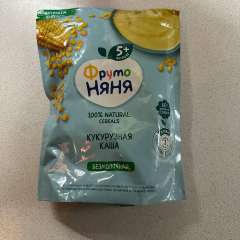 5+
Фруто
НЯНЯ
100% NATURAL
CEREALS
КУКУРУЗНАЯ
КАША
БЕЗМОЛОЧНАЯ